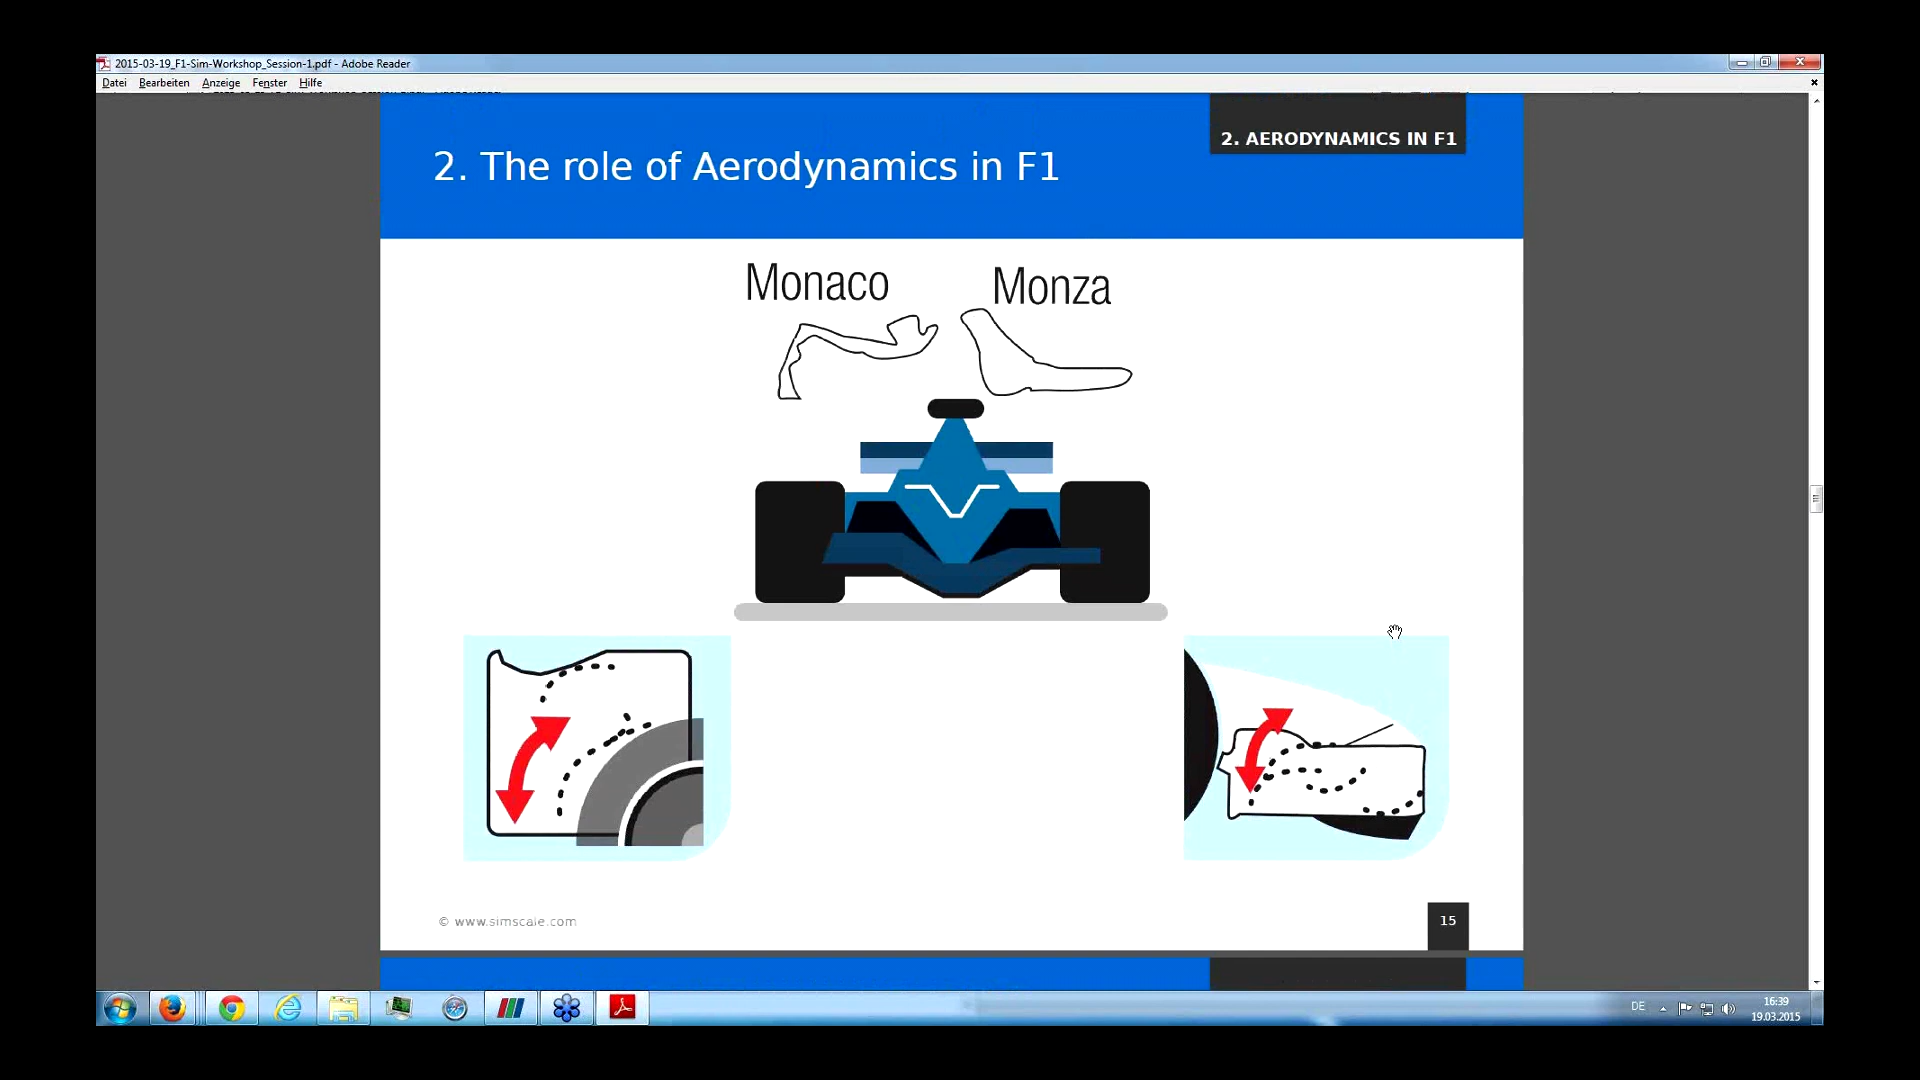 2015-03-19_F1-Sim-Workshop_Session-1.pdf - Adobe Reader
Datei Bearbeiten Anzeige Fenster Hilfe
2. AERODYNAMICS IN F1
2. The role of Aerodynamics in F1
Monaco Monza
© www.simscale.com
15
DE
16:39
19.03.2015